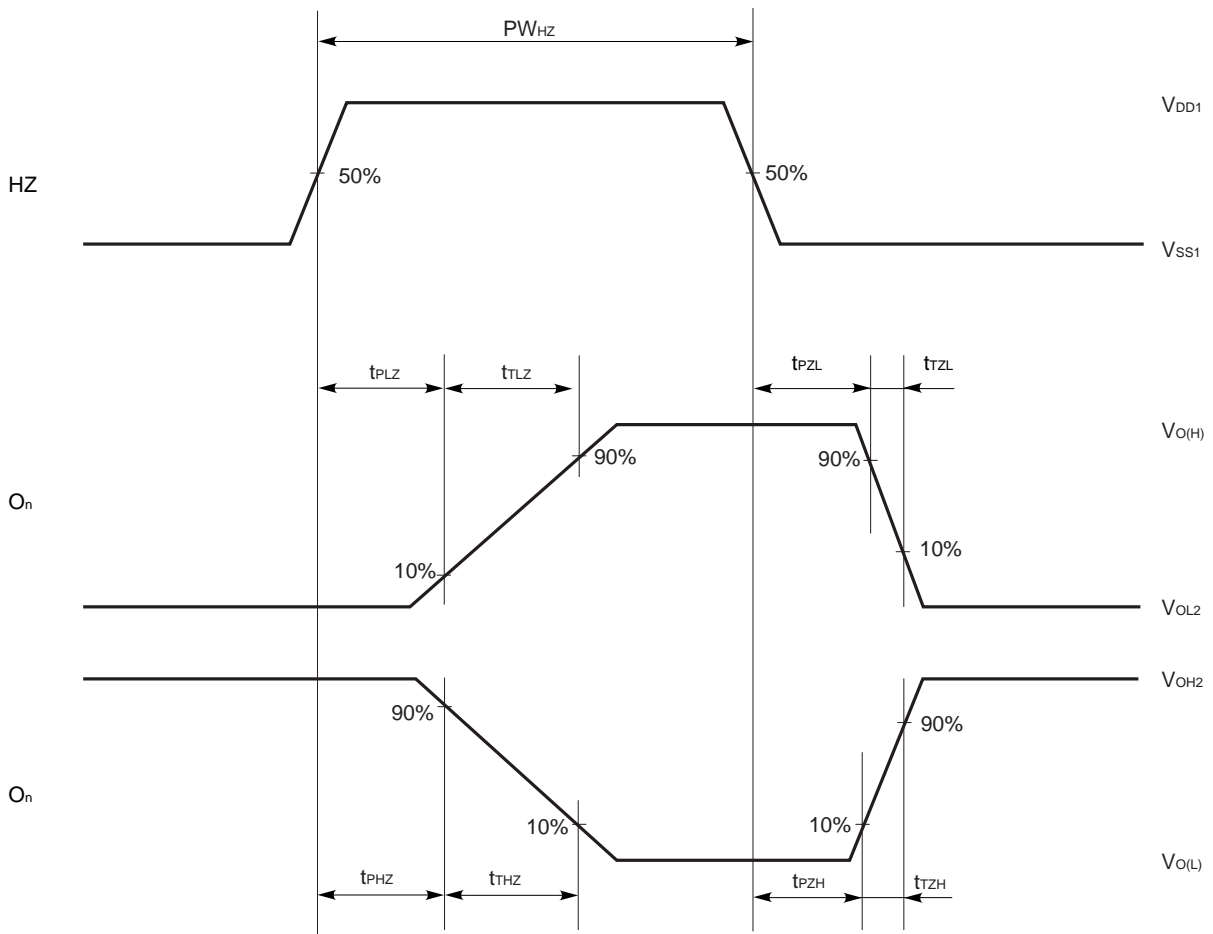 PWHZ
VDD1
HZ
50%
50%
VSS1
tPLZ
tTLZ
tPZL
tTZL
VO(H)
90%
90%
On
10%
10%
VOL2
VOH2
90%
90%
On
10%
10%
VO(L)
tPHZ
tTHZ
tPZH
tTZH